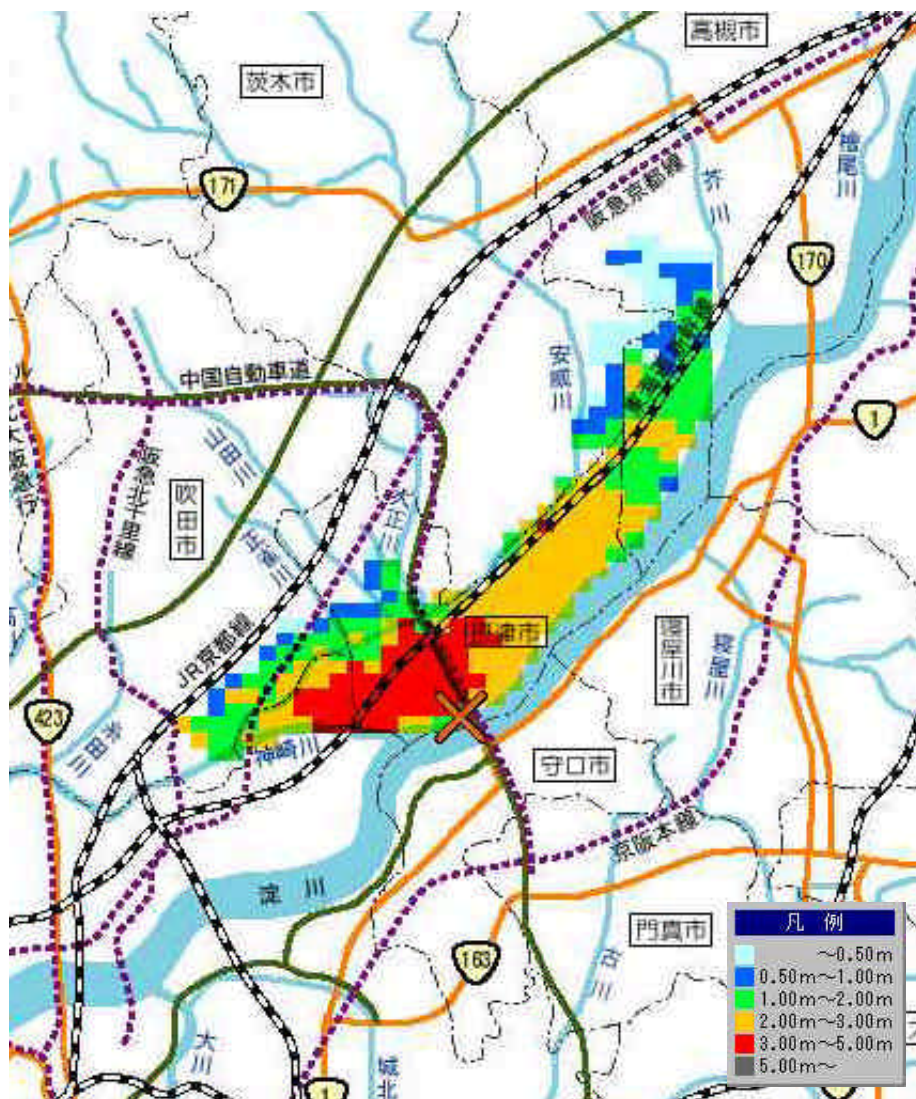 高槻市
茨木市
檜尾川
171
阪急京都線
芥川
170
安威川
中国自動車道
1
山田川
大正川
阪急北千里線
吹田市
正雀川
摂津市
寝屋川市
寝屋川
JR京都線
423
糸田川
神崎川
守口市
京阪本線
淀川
門真市
163
古川
大川
城北
1
凡 例
～0.50m
0.50m～1.00m
1.00m～2.00m
2.00m～3.00m
3.00m～5.00m
5.00m～